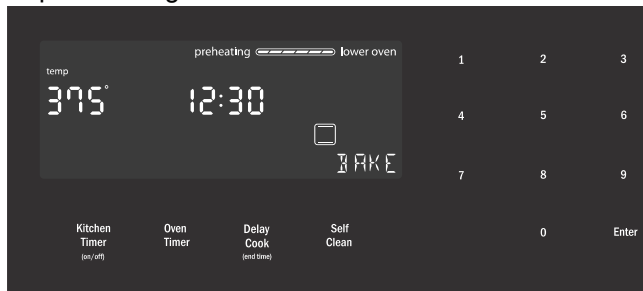 preheating lower oven
temp
375° 12:30
BAKE
1 2 3
4 5 6
7 8 9
0 Enter
Kitchen Timer (on/off)
Oven Timer
Delay Cook (end time)
Self Clean